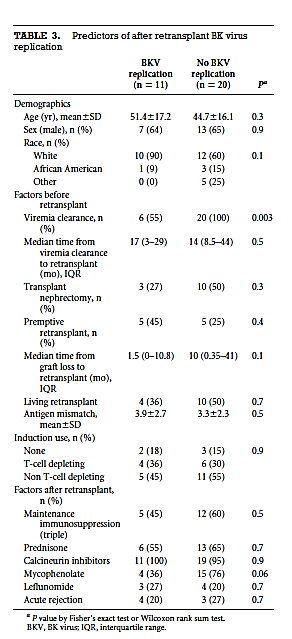 TABLE 3. Predictors of after retransplant BK virus
replication
BKV replication (n = 11) No BKV replication (n = 20) Pª
Demographics
Age (yr), mean±SD 51.4±17.2 44.7±16.1 0.3
Sex (male), n (%) 7 (64) 13 (65) 0.9
Race, n (%)
White 10 (90) 12 (60) 0.1
African American 1 (9) 3 (15)
Other 0 (0) 5 (25)
Factors before
retransplant
Viremia clearance, n 6 (55) 20 (100) 0.003
(%)
Median time from 17 (3–29) 14 (8.5–44) 0.5
viremia clearance
to retransplant
(mo), IQR
Transplant 3 (27) 10 (50) 0.3
nephrectomy, n
(%)
Premptive 5 (45) 5 (25) 0.4
retransplant, n
(%)
Median time from 1.5 (0–10.8) 10 (0.35–41) 0.1
graft loss to
retransplant (mo),
IQR
Living retransplant 4 (36) 10 (50) 0.7
Antigen mismatch, 3.9±2.7 3.3±2.3 0.5
mean±SD
Induction use, n (%)
None 2 (18) 3 (15) 0.9
T-cell depleting 4 (36) 6 (30)
Non T-cell depleting 5 (45) 11 (55)
Factors after retransplant,
n (%)
Maintenance 5 (45) 12 (60) 0.5
immunosuppression
(triple)
Prednisone 6 (55) 13 (65) 0.7
Calcineurin inhibitors 11 (100) 19 (95) 0.9
Mycophenolate 4 (36) 15 (76) 0.06
Leflunomide 3 (27) 4 (20) 0.7
Acute rejection 4 (20) 3 (27) 0.7
ª P value by Fisher's exact test or Wilcoxon rank sum test.
BKV, BK virus; IQR, interquartile range.